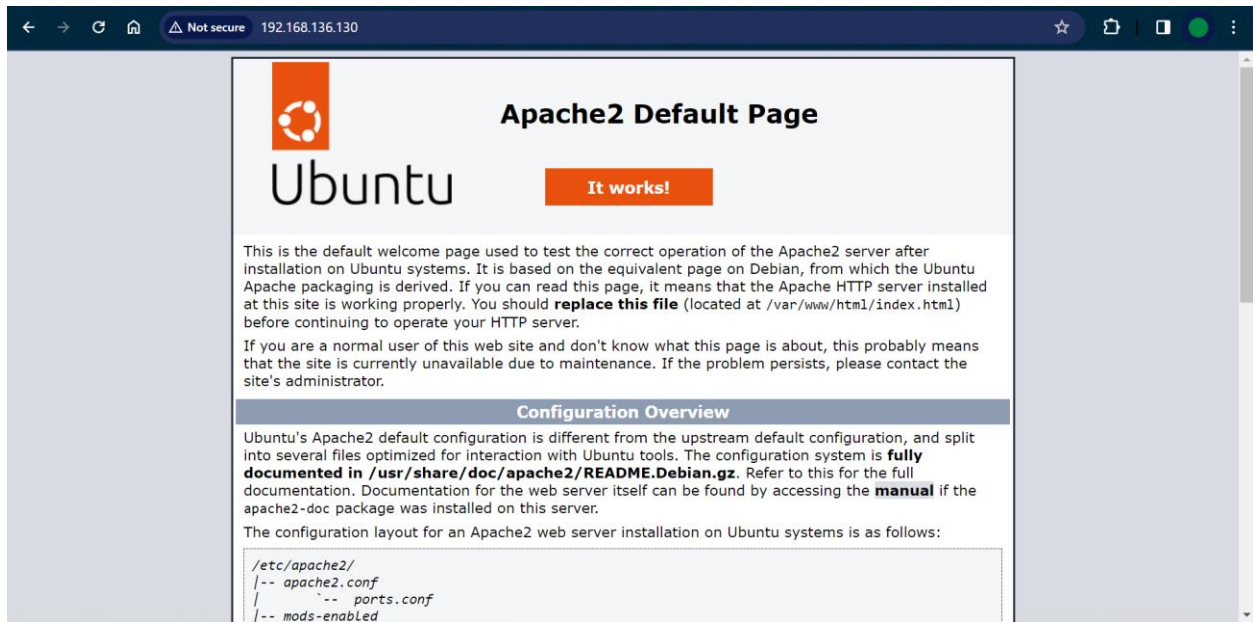 Not secure 192.168.136.130
Apache2 Default Page
Ubuntu
It works!
This is the default welcome page used to test the correct operation of the Apache2 server after
installation on Ubuntu systems. It is based on the equivalent page on Debian, from which the Ubuntu
Apache packaging is derived. If you can read this page, it means that the Apache HTTP server installed
at this site is working properly. You should replace this file (located at /var/www/html/index.html)
before continuing to operate your HTTP server.
If you are a normal user of this web site and don't know what this page is about, this probably means
that the site is currently unavailable due to maintenance. If the problem persists, please contact the
site's administrator.
Configuration Overview
Ubuntu's Apache2 default configuration is different from the upstream default configuration, and split
into several files optimized for interaction with Ubuntu tools. The configuration system is fully
documented in /usr/share/doc/apache2/README.Debian.gz. Refer to this for the full
documentation. Documentation for the web server itself can be found by accessing the manual if the
apache2-doc package was installed on this server.
The configuration layout for an Apache2 web server installation on Ubuntu systems is as follows:
/etc/apache2/
|-- apache2.conf
|       `-- ports.conf
|-- mods-enabled